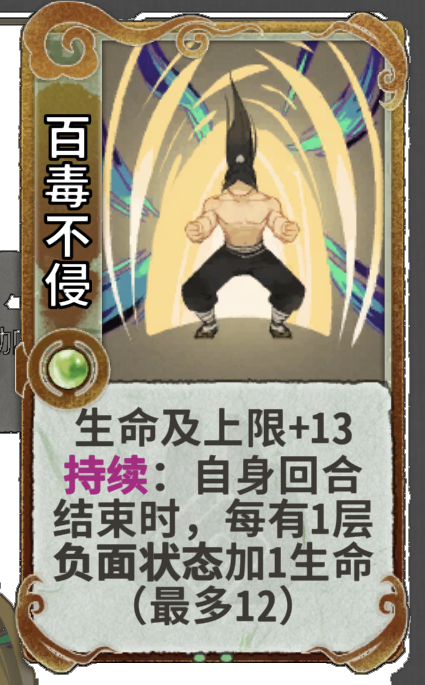 百毒不侵
生命及上限+13
持续：自身回合
结束时，每有1层
负面状态加1生命
（最多12）